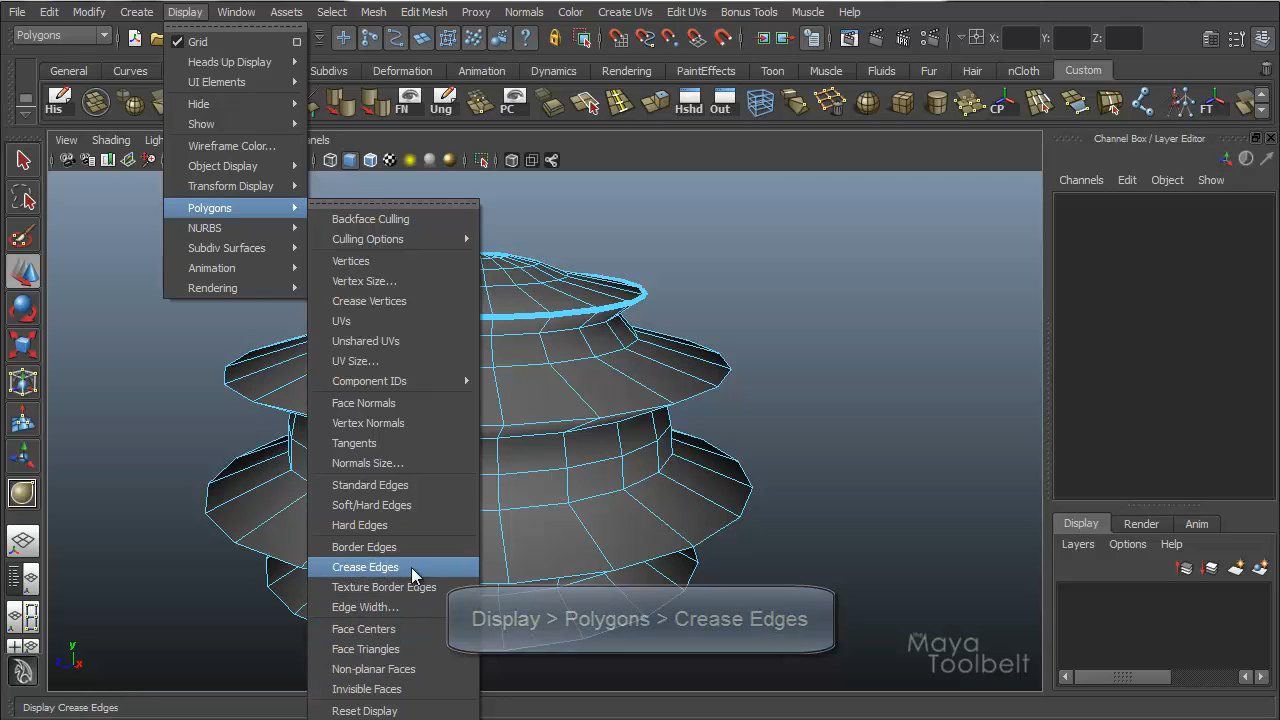 File Edit Modify Create Display Window Assets Select Mesh Edit Mesh Proxy Normals Color Create UVs Edit UVs Bonus Tools Muscle Help
Polygons
X: Y: Z:
General Curves Subdivs Deformation Animation Dynamics Rendering PaintEffects Toon Muscle Fluids Fur Hair nCloth Custom
His FN Ung PC Hshd Out CP FT
View Shading
Channel Box / Layer Editor
Channels Edit Object Show
Grid
Heads Up Display
UI Elements
Hide
Show
Wireframe Color...
Object Display
Transform Display
Polygons
NURBS
Subdiv Surfaces
Animation
Rendering
Backface Culling
Culling Options
Vertices
Vertex Size...
Crease Vertices
UVs
Unshared UVs
UV Size...
Component IDs
Face Normals
Vertex Normals
Tangents
Normals Size...
Standard Edges
Soft/Hard Edges
Hard Edges
Border Edges
Crease Edges
Texture Border Edges
Edge Width...
Face Centers
Face Triangles
Non-planar Faces
Invisible Faces
Reset Display
Display > Polygons > Crease Edges
Display Render Anim
Layers Options Help
The
Maya
Toolbelt
y
z x
Display Crease Edges